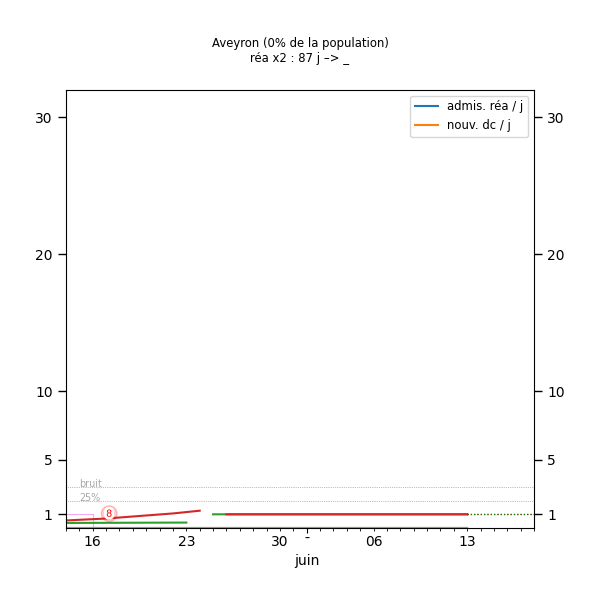 Aveyron (0% de la population)
réa x2 : 87 j –> _
admis. réa / j
nouv. dc / j
30 30
20 20
10 10
5 5
bruit
25%
8
1 1
16 23 30 - 06 13
juin